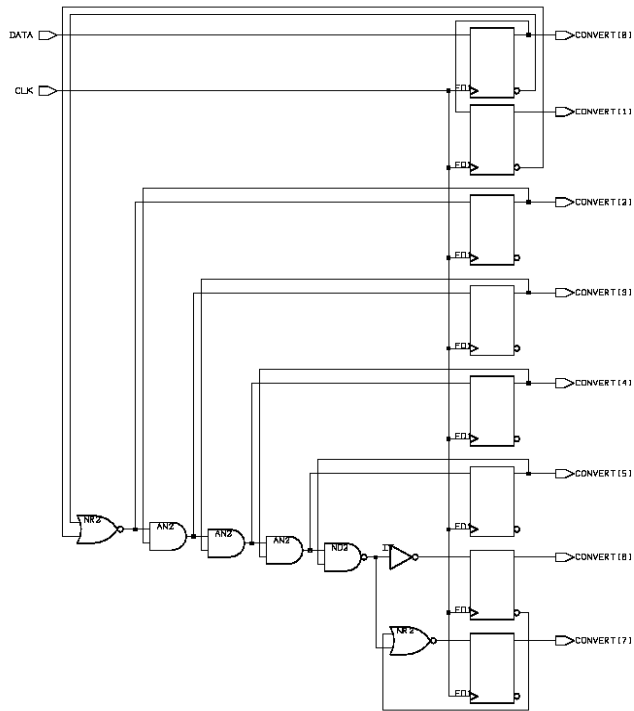 DATA
CONVERT[0]
CLK
FD1
CONVERT[1]
FD1
CONVERT[2]
FD1
CONVERT[3]
FD1
CONVERT[4]
FD1
CONVERT[5]
NR2
AN2
AN2
AN2
ND2
FD1
IV
CONVERT[6]
FD1
NR2
CONVERT[7]
FD1